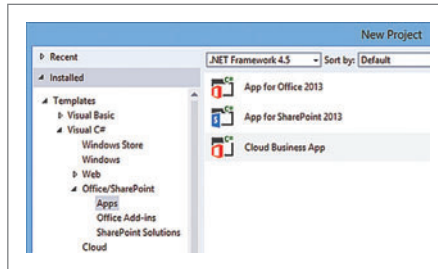 New Project
Recent
.NET Framework 4.5
Sort by: Default
Installed
C#
App for Office 2013
Templates
Visual Basic
C#
App for SharePoint 2013
Visual C#
Windows Store
C#
Cloud Business App
Windows
Web
Office/SharePoint
Apps
Office Add-ins
SharePoint Solutions
Cloud